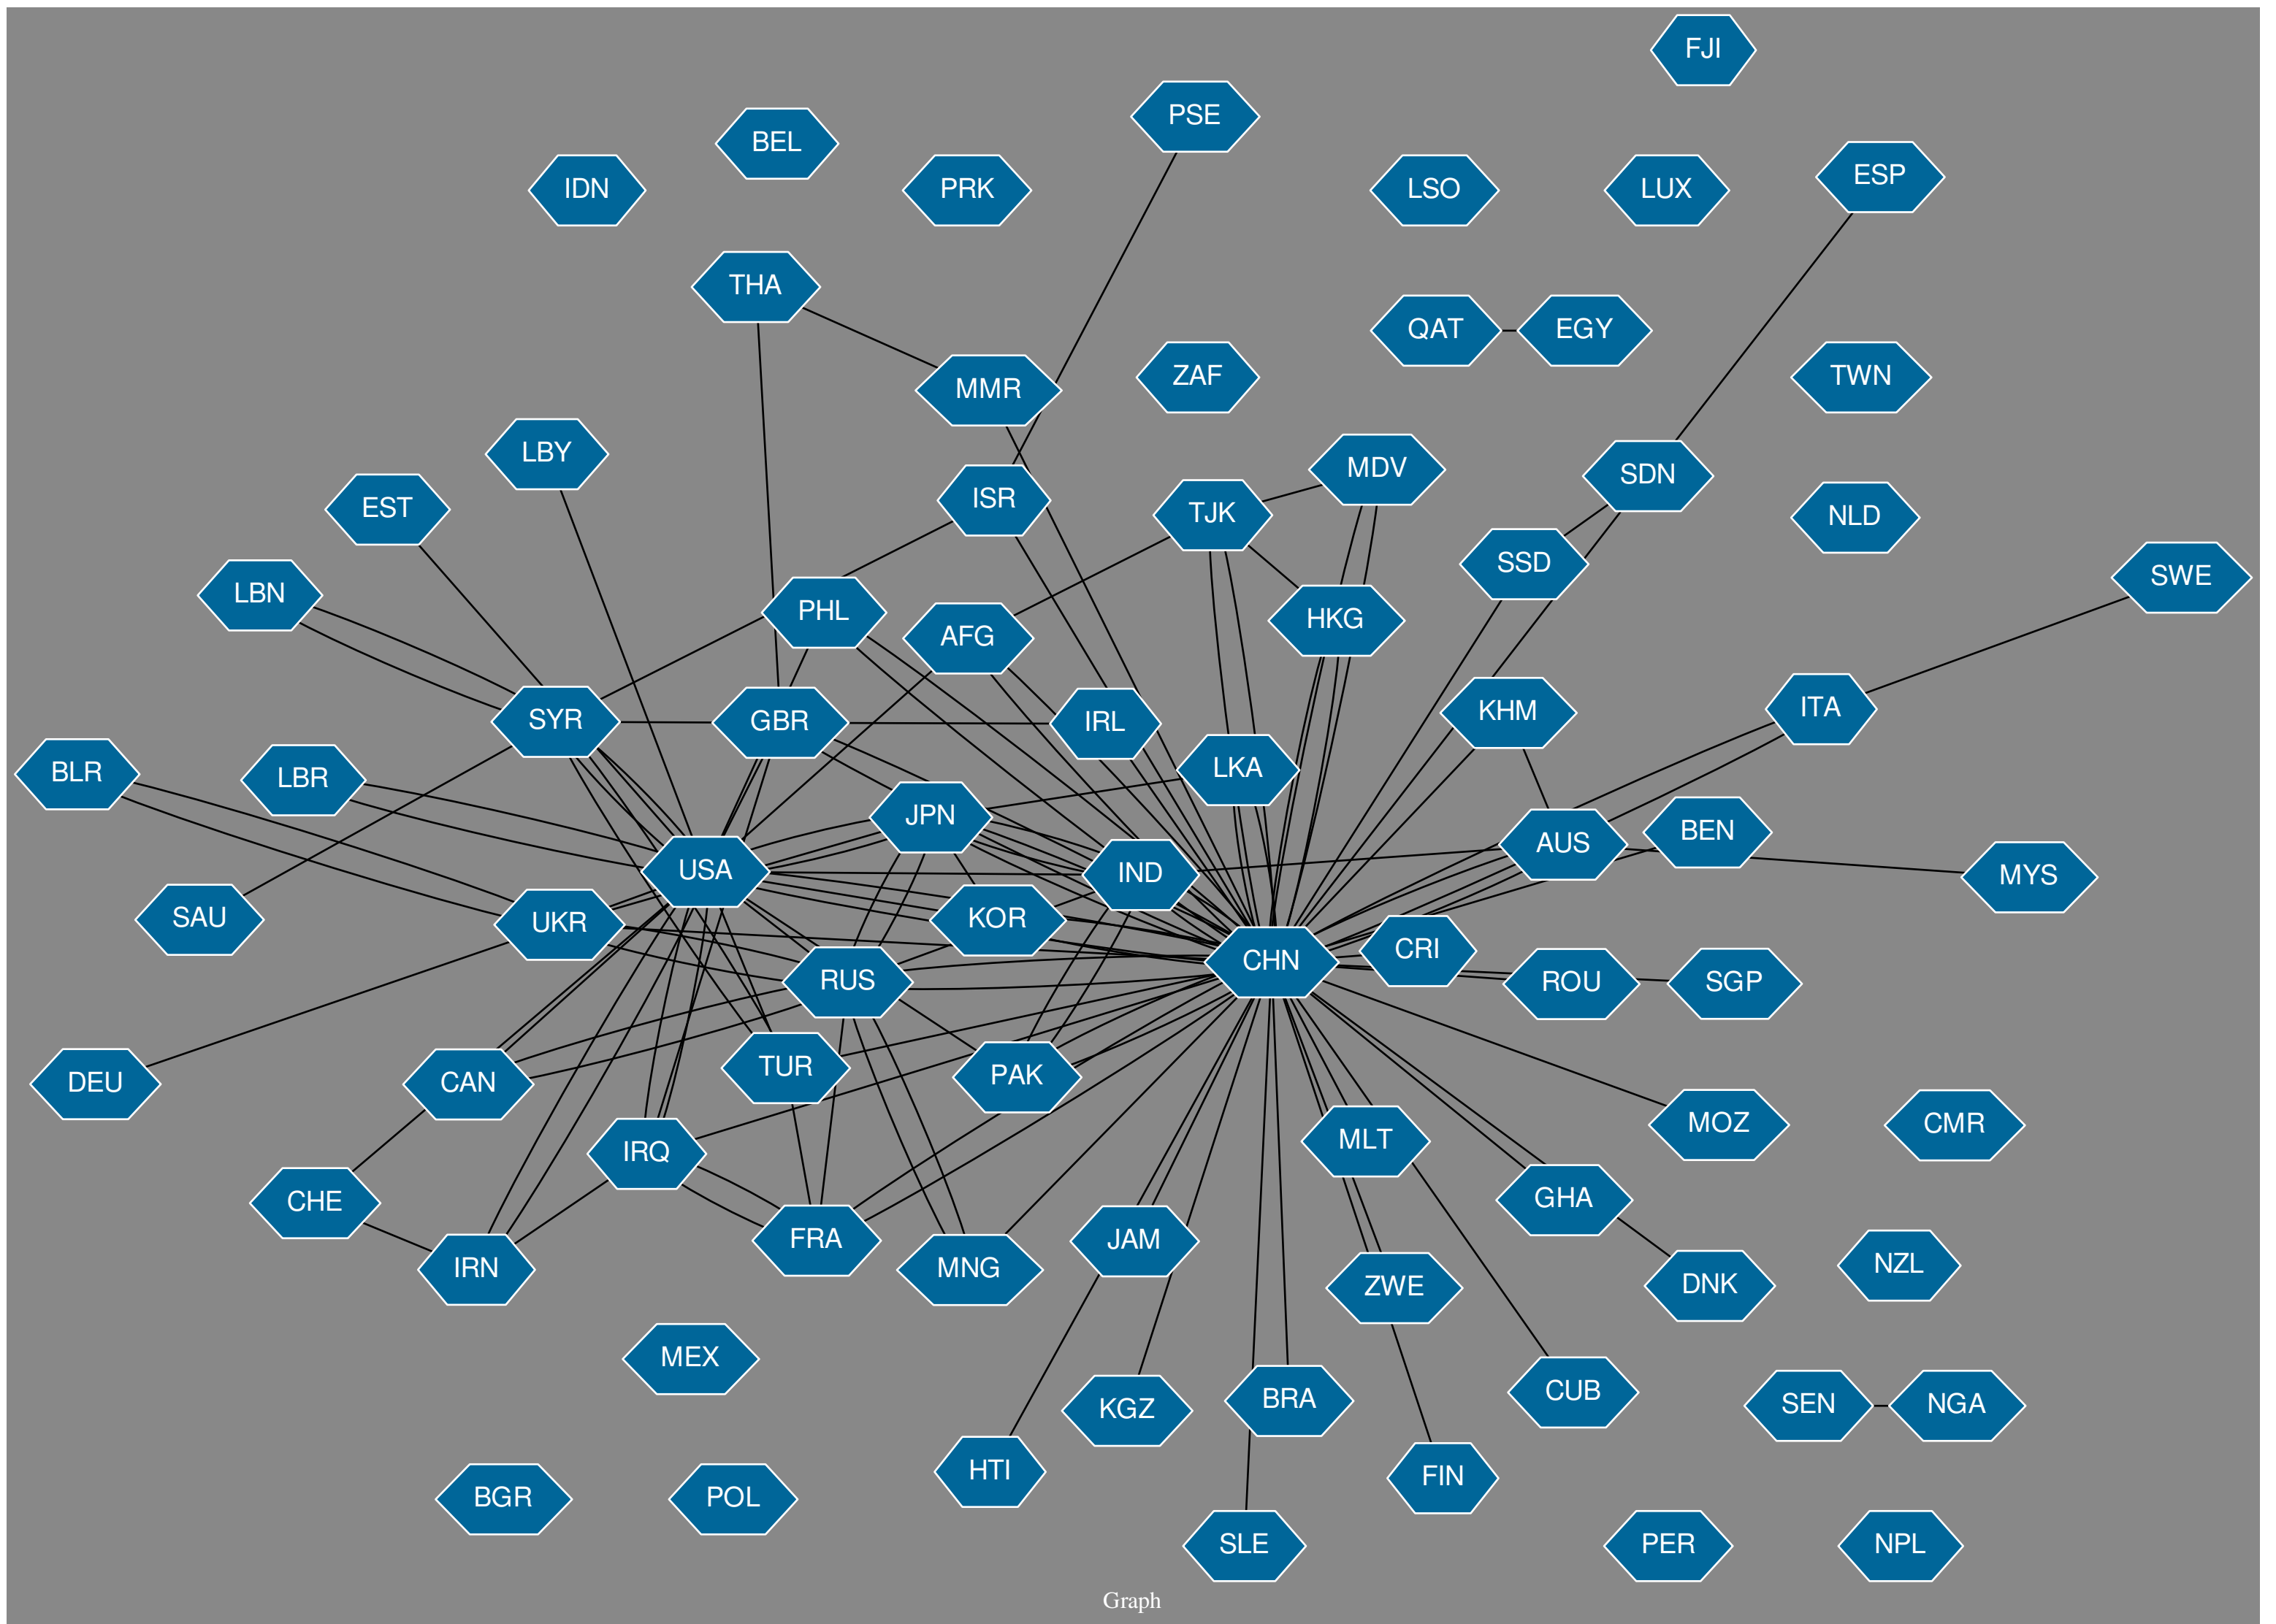 FJI
PSE
BEL
ESP
IDN
PRK
LSO
LUX
THA
QAT
EGY
ZAF
TWN
MMR
LBY
MDV
SDN
ISR
EST
TJK
NLD
SSD
SWE
LBN
PHL
HKG
AFG
ITA
KHM
SYR
GBR
IRL
LKA
BLR
LBR
JPN
BEN
AUS
USA
IND
MYS
SAU
UKR
KOR
CRI
CHN
RUS
ROU
SGP
TUR
PAK
DEU
CAN
MOZ
CMR
MLT
IRQ
GHA
CHE
FRA
JAM
NZL
IRN
MNG
ZWE
DNK
MEX
CUB
BRA
KGZ
SEN
NGA
HTI
FIN
BGR
POL
SLE
PER
NPL
Graph